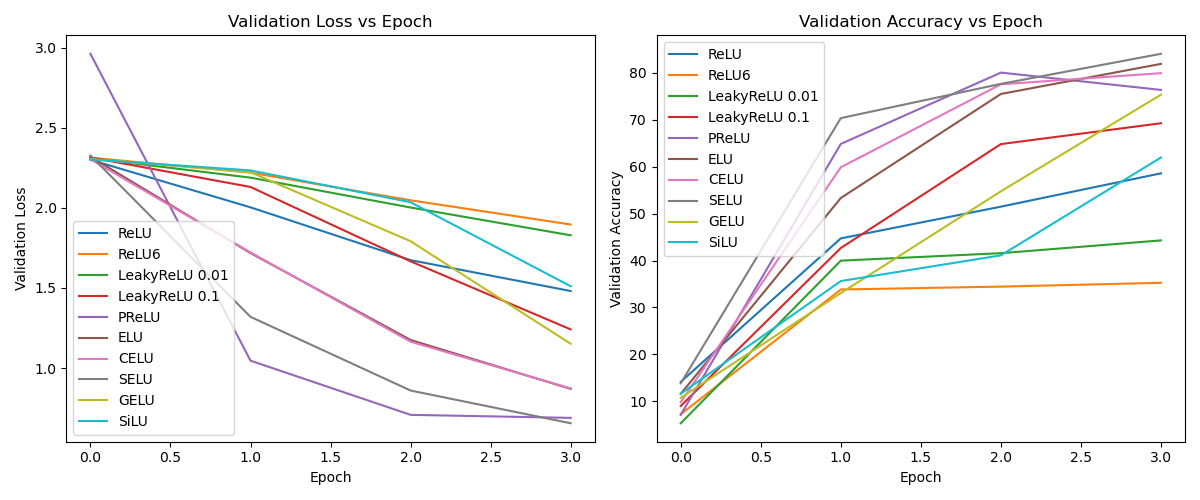 Validation Loss vs Epoch
3.0
2.5
2.0
1.5
1.0
Validation Loss
ReLU
ReLU6
LeakyReLU 0.01
LeakyReLU 0.1
PReLU
ELU
CELU
SELU
GELU
SiLU
0.0 0.5 1.0 1.5 2.0 2.5 3.0
Epoch
Validation Accuracy vs Epoch
80
70
60
50
40
30
20
10
Validation Accuracy
ReLU
ReLU6
LeakyReLU 0.01
LeakyReLU 0.1
PReLU
ELU
CELU
SELU
GELU
SiLU
0.0 0.5 1.0 1.5 2.0 2.5 3.0
Epoch